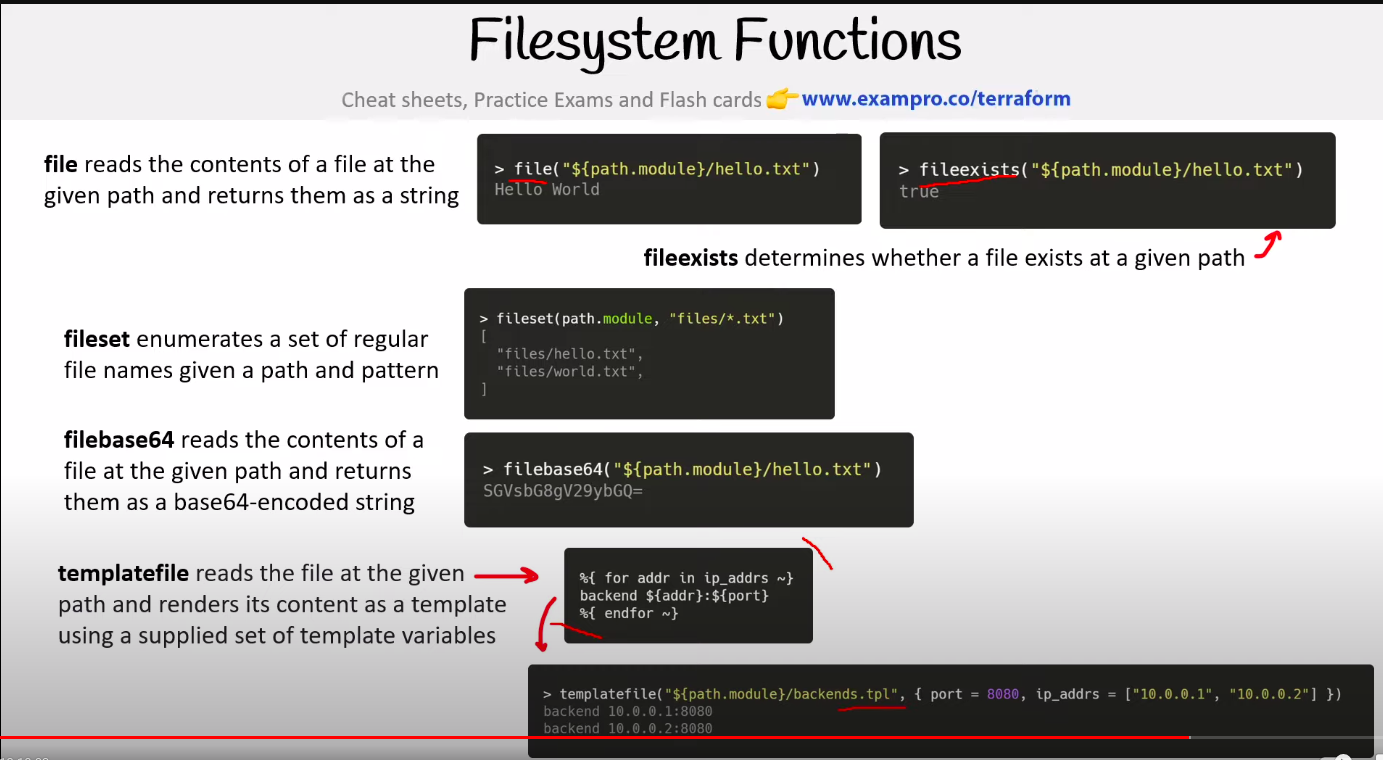 Filesystem Functions
Cheat sheets, Practice Exams and Flash cards 👉 www.exampro.co/terraform
file reads the contents of a file at the
given path and returns them as a string
> file("${path.module}/hello.txt")
Hello World
> fileexists("${path.module}/hello.txt")
true
fileexists determines whether a file exists at a given path
fileset enumerates a set of regular
file names given a path and pattern
> fileset(path.module, "files/*.txt")
[
  "files/hello.txt",
  "files/world.txt",
]
filebase64 reads the contents of a
file at the given path and returns
them as a base64-encoded string
> filebase64("${path.module}/hello.txt")
SGVsbG8gV29ybGQ=
templatefile reads the file at the given
path and renders its content as a template
using a supplied set of template variables
%{ for addr in ip_addrs ~}
backend ${addr}:${port}
%{ endfor ~}
> templatefile("${path.module}/backends.tpl", { port = 8080, ip_addrs = ["10.0.0.1", "10.0.0.2"] })
backend 10.0.0.1:8080
backend 10.0.0.2:8080